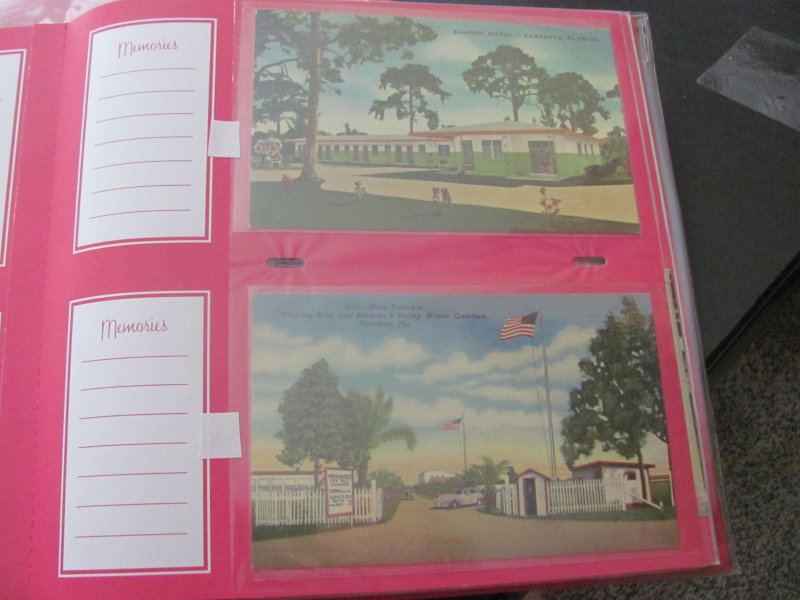 Memories
SHARON MOTEL — SARASOTA, FLORIDA
Memories
Main Entrance,
Ringling Bros. and Barnum & Bailey Winter Quarters,
Sarasota, Fla.